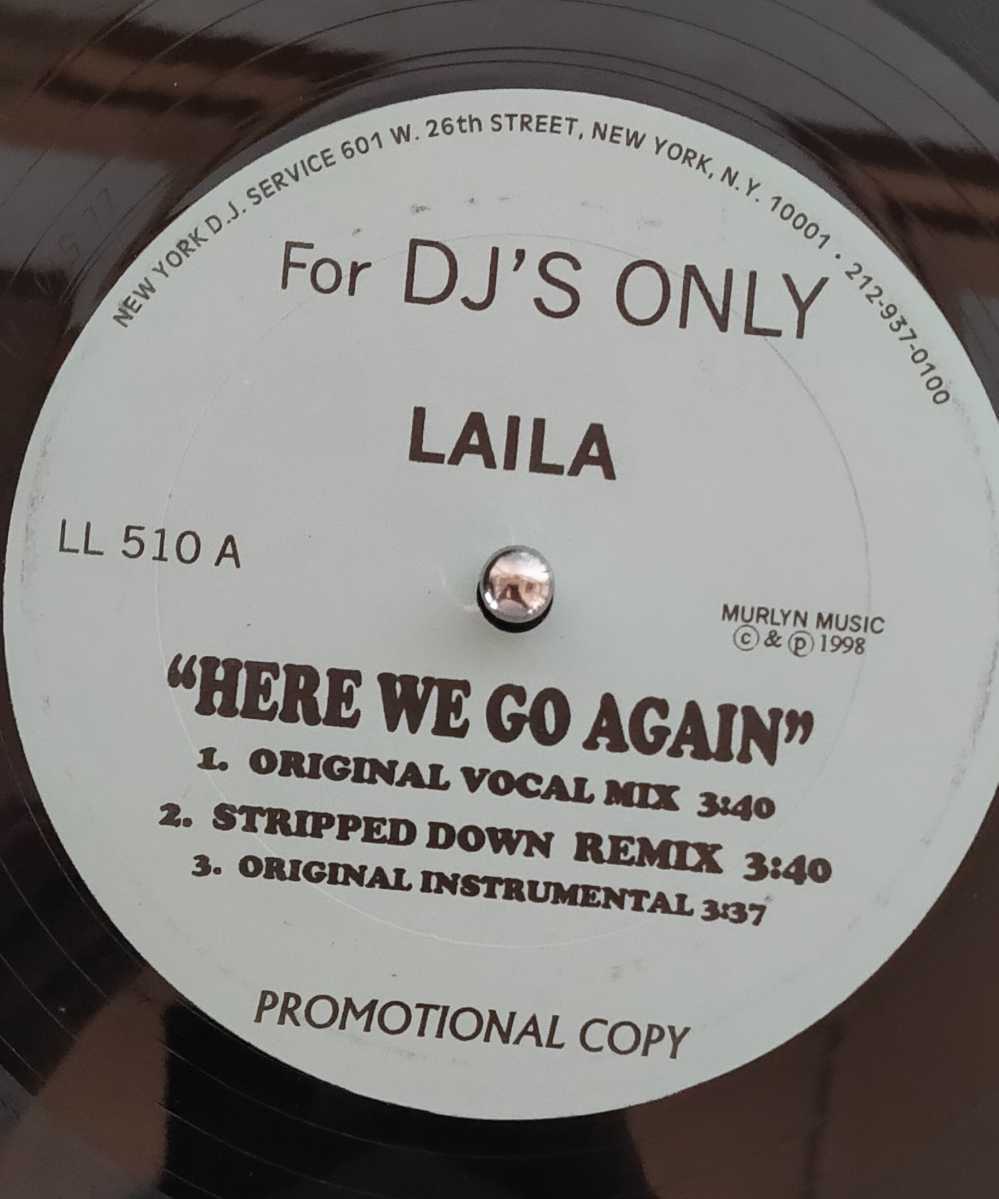 NEW YORK D.J. SERVICE 601 W. 26th STREET, NEW YORK, N.Y. 10001 · 212-937-0100
For DJ'S ONLY
LAILA
LL 510 A
MURLYN MUSIC
© & ℗ 1998
“HERE WE GO AGAIN”
1. ORIGINAL VOCAL MIX 3:40
2. STRIPPED DOWN REMIX 3:40
3. ORIGINAL INSTRUMENTAL 3:37
PROMOTIONAL COPY